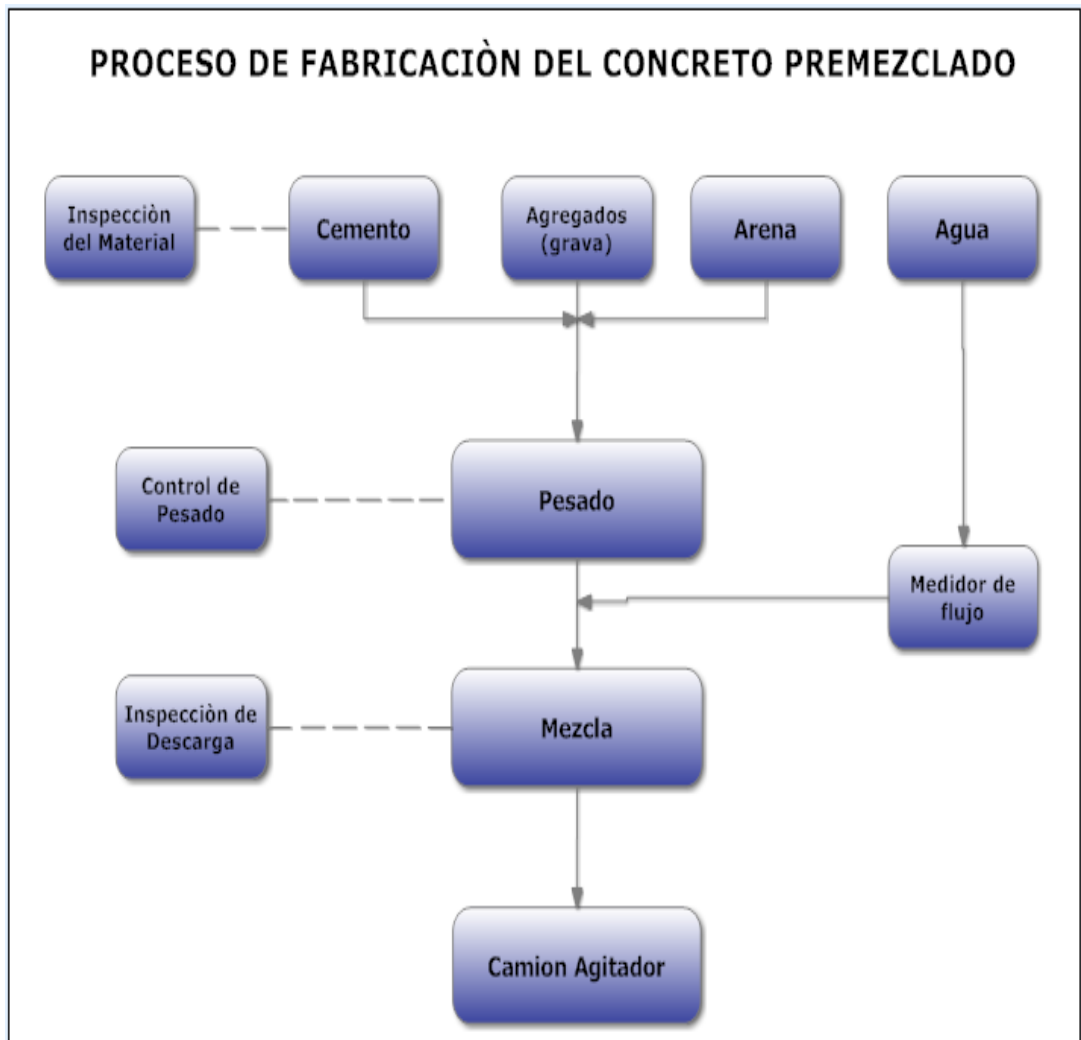 PROCESO DE FABRICACIÒN DEL CONCRETO PREMEZCLADO
Inspecciòn
del Material
Cemento
Agregados
(grava)
Arena
Agua
Control de
Pesado
Pesado
Medidor de
flujo
Inspecciòn de
Descarga
Mezcla
Camion Agitador